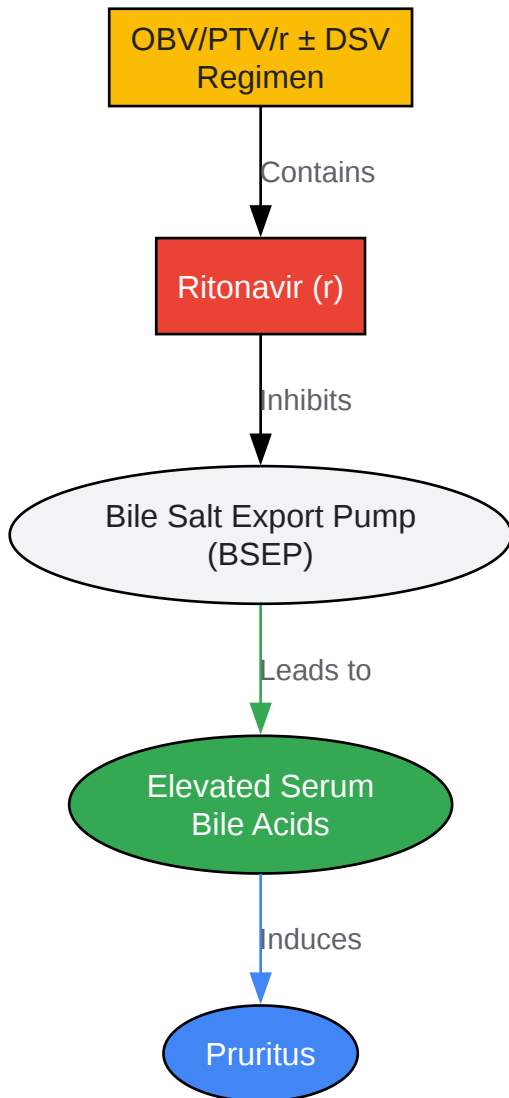 OBV/PTV/r ± DSV
Regimen
Contains
Ritonavir (r)
Inhibits
Bile Salt Export Pump
(BSEP)
Leads to
Elevated Serum
Bile Acids
Induces
Pruritus